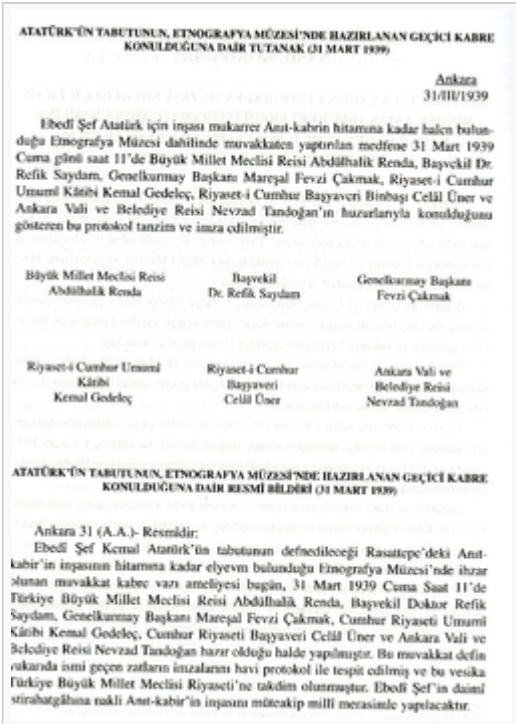 ATATÜRK'ÜN TABUTUNUN, ETNOGRAFYA MÜZESİ'NDE HAZIRLANAN GEÇİCİ KABRE
KONULDUĞUNA DAİR TUTANAK (31 MART 1939)
Ankara
31/III/1939
Ebedî Şef Atatürk için inşası mukarrer Anıt-kabrin hitamına kadar halen bulun-
duğu Etnografya Müzesi dahilinde muvakkaten yaptırılan medfene 31 Mart 1939
Cuma günü saat 11'de Büyük Millet Meclisi Reisi Abdülhalik Renda, Başvekil Dr.
Refik Saydam, Genelkurmay Başkanı Mareşal Fevzi Çakmak, Riyaset-i Cumhur
Umumî Kâtibi Kemal Gedeleç, Riyaset-i Cumhur Başyaveri Binbaşı Celâl Üner ve
Ankara Vali ve Belediye Reisi Nevzad Tandoğan'ın huzurlarıyla konulduğunu
gösteren bu protokol tanzim ve imza edilmiştir.
Büyük Millet Meclisi Reisi Başvekil Genelkurmay Başkanı
Abdülhalik Renda Dr. Refik Saydam Fevzi Çakmak
Riyaset-i Cumhur Umumî Riyaset-i Cumhur Ankara Vali ve
Kâtibi Başyaveri Belediye Reisi
Kemal Gedeleç Celâl Üner Nevzad Tandoğan
ATATÜRK'ÜN TABUTUNUN, ETNOGRAFYA MÜZESİ'NDE HAZIRLANAN GEÇİCİ KABRE
KONULDUĞUNA DAİR RESMÎ BİLDİRİ (31 MART 1939)
Ankara 31 (A.A.)- Resmîdir:
Ebedî Şef Kemal Atatürk'ün tabutunun defnedileceği Rasattepe'deki Anıt-
kabir'in inşasının hitamına kadar elyevm bulunduğu Etnografya Müzesi'nde ihzar
olunan muvakkat kabre vazı ameliyesi bugün, 31 Mart 1939 Cuma Saat 11'de
Türkiye Büyük Millet Meclisi Reisi Abdülhalik Renda, Başvekil Doktor Refik
Saydam, Genelkurmay Başkanı Mareşal Fevzi Çakmak, Cumhur Riyaseti Umumî
Kâtibi Kemal Gedeleç, Cumhur Riyaseti Başyaveri Celâl Üner ve Ankara Vali ve
Belediye Reisi Nevzad Tandoğan hazır olduğu halde yapılmıştır. Bu muvakkat defin
yukarıda ismi geçen zatların imzalarını havi protokol ile tespit edilmiş ve bu vesika
Türkiye Büyük Millet Meclisi Riyaseti'ne takdim olunmuştur. Ebedî Şef'in daimî
istirahatgâhına nakli Anıt-kabir'in inşasını müteakip millî merasimle yapılacaktır.